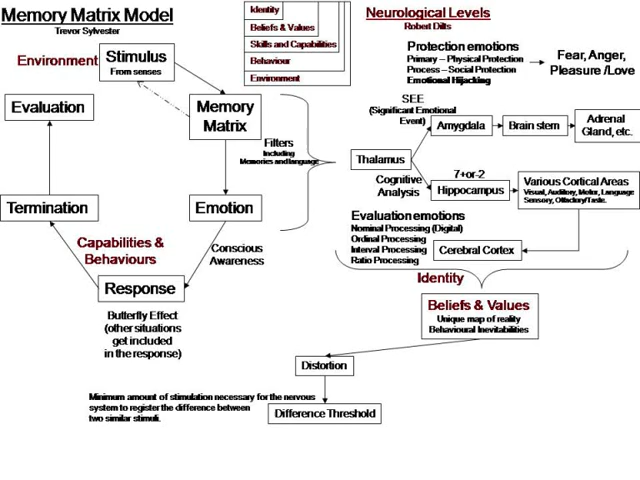 Memory Matrix Model
Trevor Sylvester
Environment
Stimulus
From senses
Memory
Matrix
Evaluation
Termination
Emotion
Capabilities &
Behaviours
Conscious
Awareness
Response
Butterfly Effect
(other situations
get included
in the response)
Filters
Including
Memories and language
Identity
Beliefs & Values
Skills and Capabilities
Behaviour
Environment
Neurological Levels
Robert Dilts
Protection emotions
Primary – Physical Protection
Process – Social Protection
Emotional Hijacking
Fear, Anger,
Pleasure /Love
SEE
(Significant Emotional
Event)
Amygdala
Brain stem
Adrenal
Gland, etc.
Thalamus
Cognitive
Analysis
7+or-2
Hippocampus
Various Cortical Areas
Visual, Auditory, Motor, Language
Sensory, Olfactory/Taste.
Evaluation emotions
Nominal Processing (Digital)
Ordinal Processing
Interval Processing
Ratio Processing
Cerebral Cortex
Identity
Beliefs & Values
Unique map of reality
Behavioural Inevitabilities
Distortion
Minimum amount of stimulation necessary for the nervous
system to register the difference between
two similar stimuli.
Difference Threshold